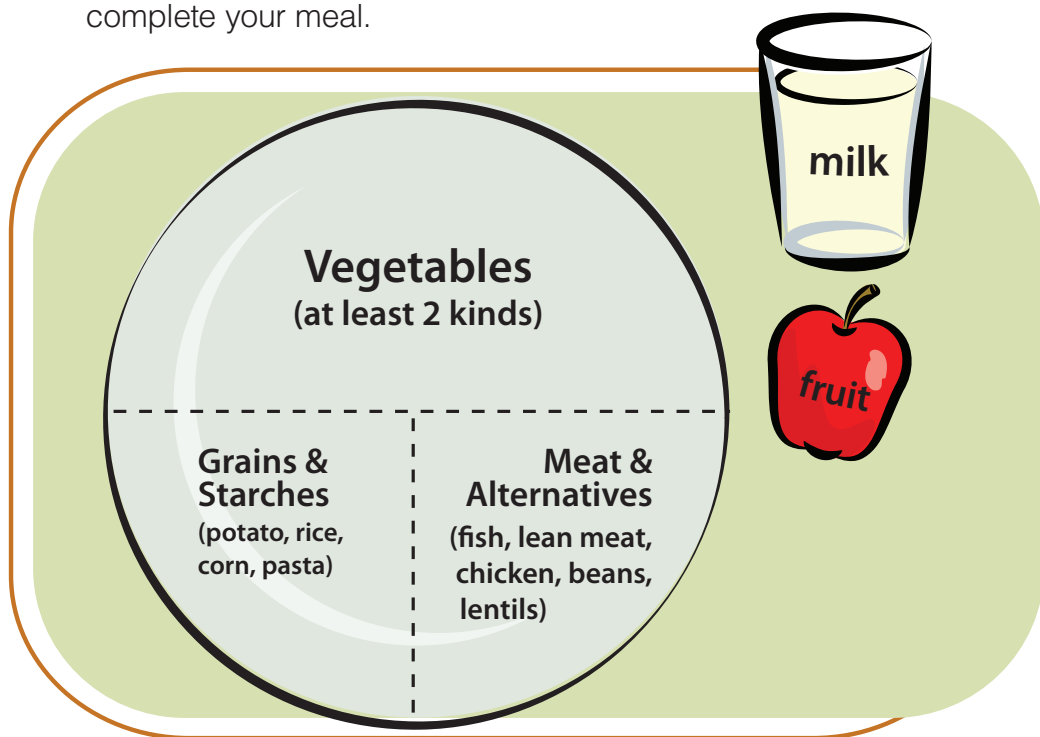 complete your meal.
milk
Vegetables
(at least 2 kinds)
fruit
Grains &
Starches
(potato, rice,
corn, pasta)
Meat &
Alternatives
(fish, lean meat,
chicken, beans,
lentils)